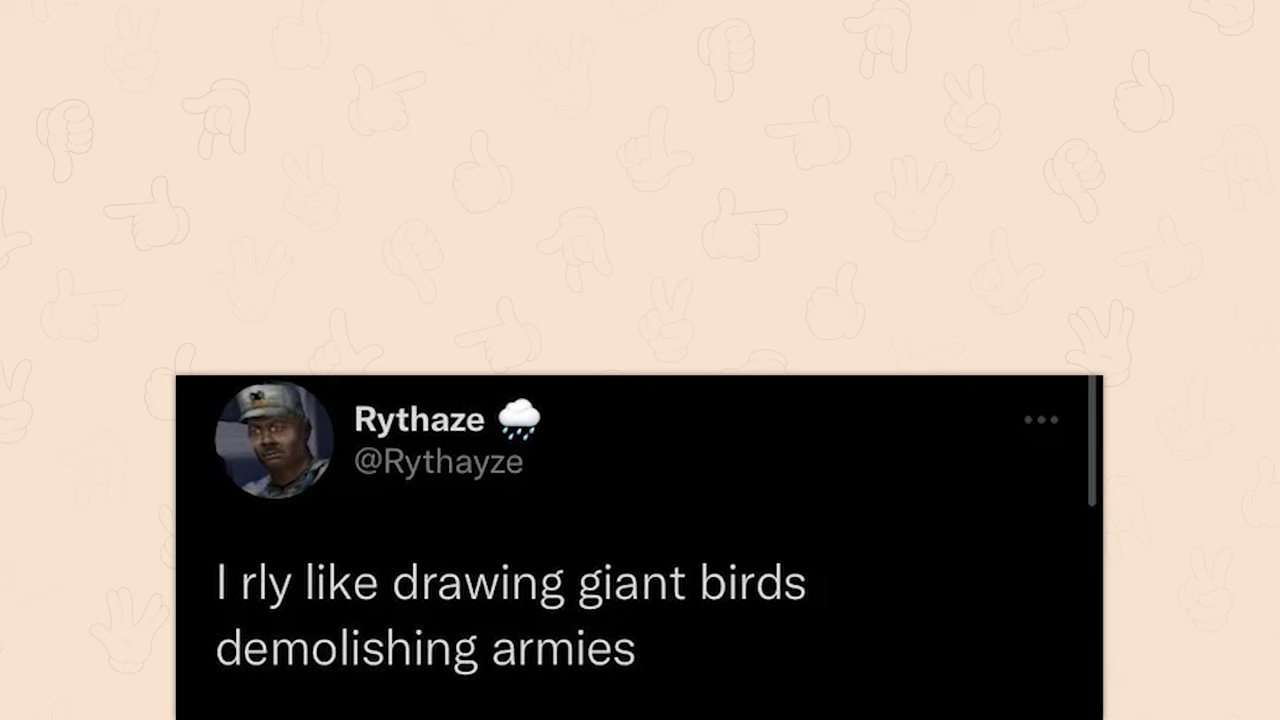 Rythaze 🌧️
@Rythayze
I rly like drawing giant birds
demolishing armies